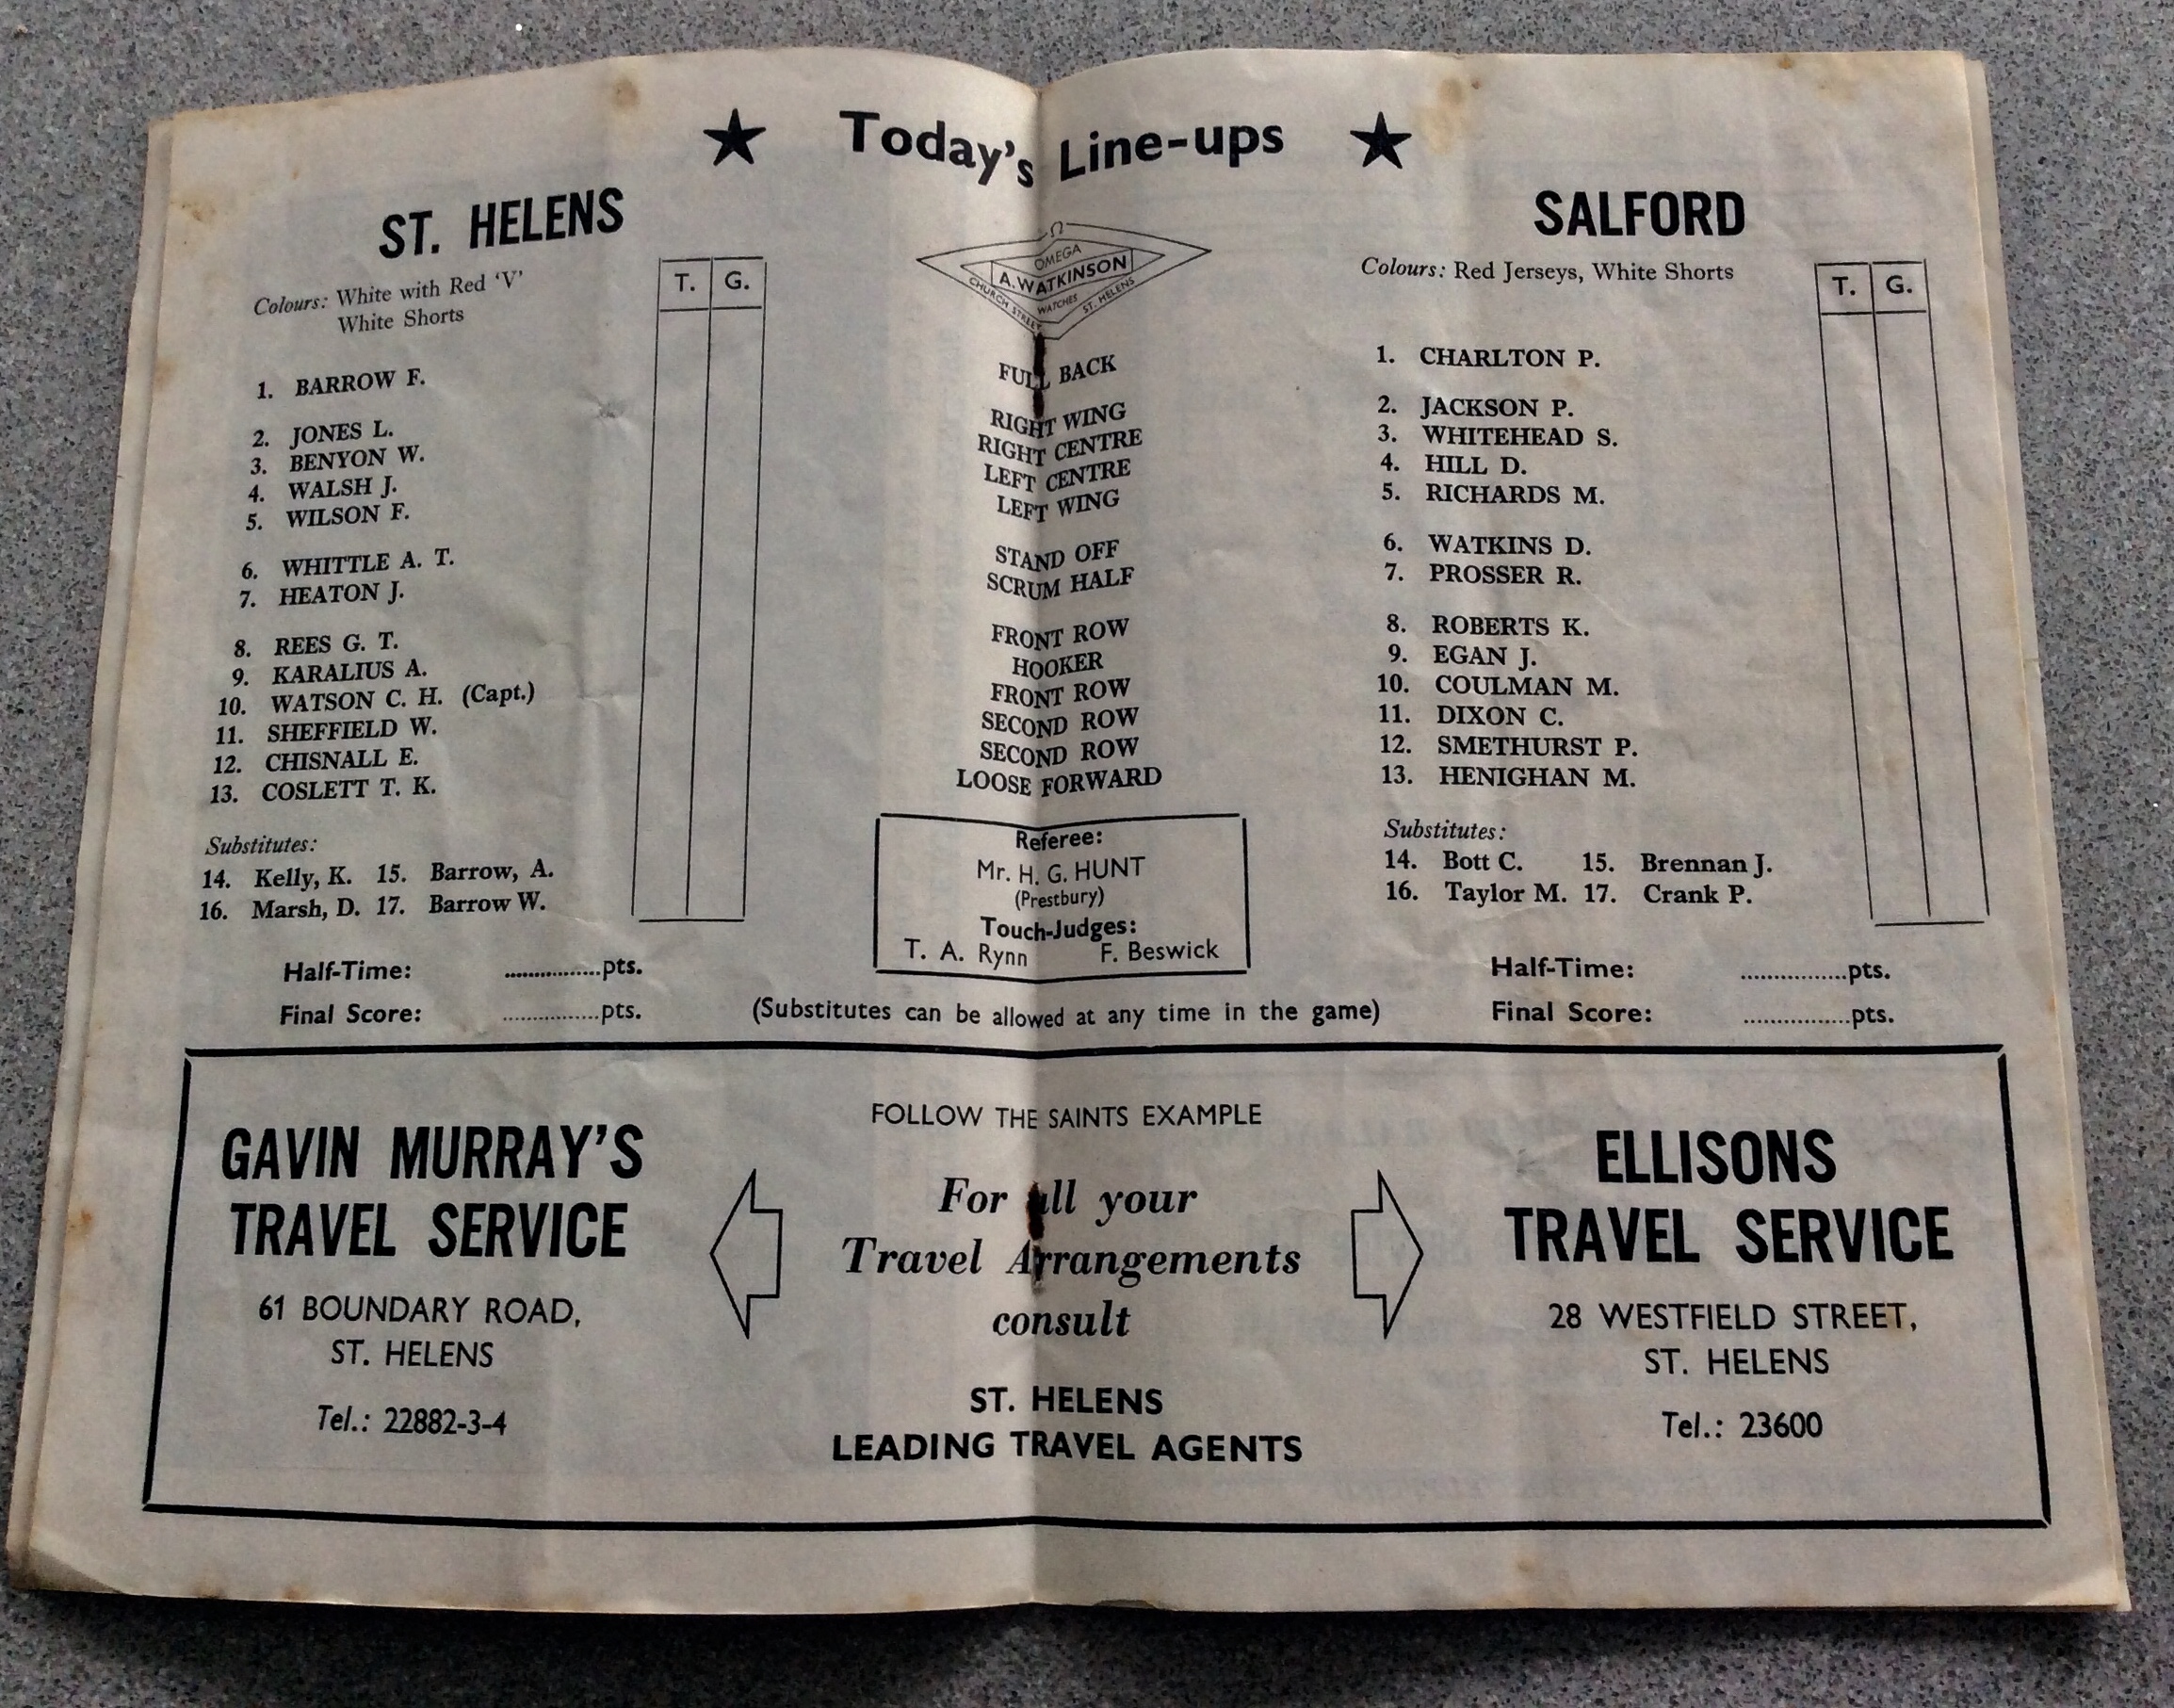 ★ Today's Line-ups ★
ST. HELENS
Colours: White with Red 'V'
White Shorts
T. G.
1. BARROW F.
2. JONES L.
3. BENYON W.
4. WALSH J.
5. WILSON F.
6. WHITTLE A. T.
7. HEATON J.
8. REES G. T.
9. KARALIUS A.
10. WATSON C. H. (Capt.)
11. SHEFFIELD W.
12. CHISNALL E.
13. COSLETT T. K.
Substitutes:
14. Kelly, K. 15. Barrow, A.
16. Marsh, D. 17. Barrow W.
Half-Time: ................pts.
Final Score: ................pts.
Ω
OMEGA
A. WATKINSON
WATCHES
CHURCH STREET
ST. HELENS
FULL BACK
RIGHT WING
RIGHT CENTRE
LEFT CENTRE
LEFT WING
STAND OFF
SCRUM HALF
FRONT ROW
HOOKER
FRONT ROW
SECOND ROW
SECOND ROW
LOOSE FORWARD
Referee:
Mr. H. G. HUNT
(Prestbury)
Touch-Judges:
T. A. Rynn F. Beswick
(Substitutes can be allowed at any time in the game)
SALFORD
Colours: Red Jerseys, White Shorts
T. G.
1. CHARLTON P.
2. JACKSON P.
3. WHITEHEAD S.
4. HILL D.
5. RICHARDS M.
6. WATKINS D.
7. PROSSER R.
8. ROBERTS K.
9. EGAN J.
10. COULMAN M.
11. DIXON C.
12. SMETHURST P.
13. HENIGHAN M.
Substitutes:
14. Bott C. 15. Brennan J.
16. Taylor M. 17. Crank P.
Half-Time: ................pts.
Final Score: ................pts.
GAVIN MURRAY'S
TRAVEL SERVICE
61 BOUNDARY ROAD,
ST. HELENS
Tel.: 22882-3-4
FOLLOW THE SAINTS EXAMPLE
For all your
Travel Arrangements
consult
ST. HELENS
LEADING TRAVEL AGENTS
ELLISONS
TRAVEL SERVICE
28 WESTFIELD STREET,
ST. HELENS
Tel.: 23600